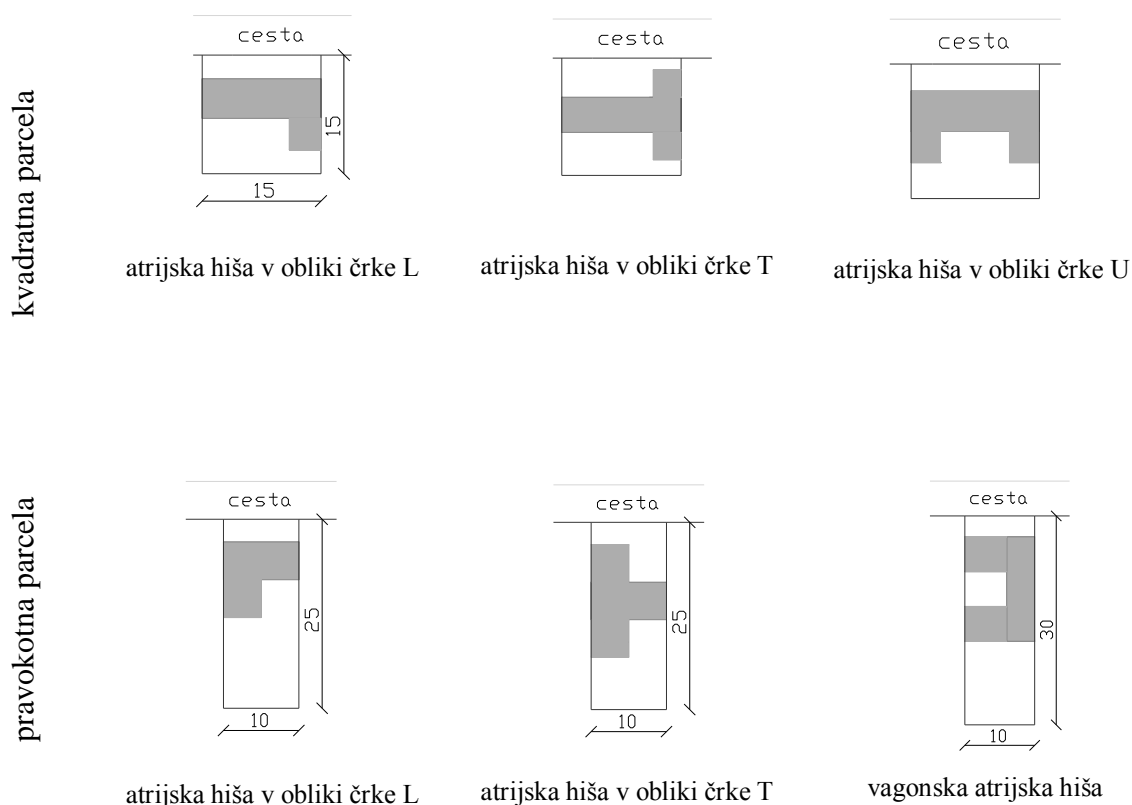 kvadratna parcela
cesta
15
15
atrijska hiša v obliki črke L
cesta
atrijska hiša v obliki črke T
cesta
atrijska hiša v obliki črke U
pravokotna parcela
cesta
25
10
atrijska hiša v obliki črke L
cesta
25
10
atrijska hiša v obliki črke T
cesta
30
10
vagonska atrijska hiša